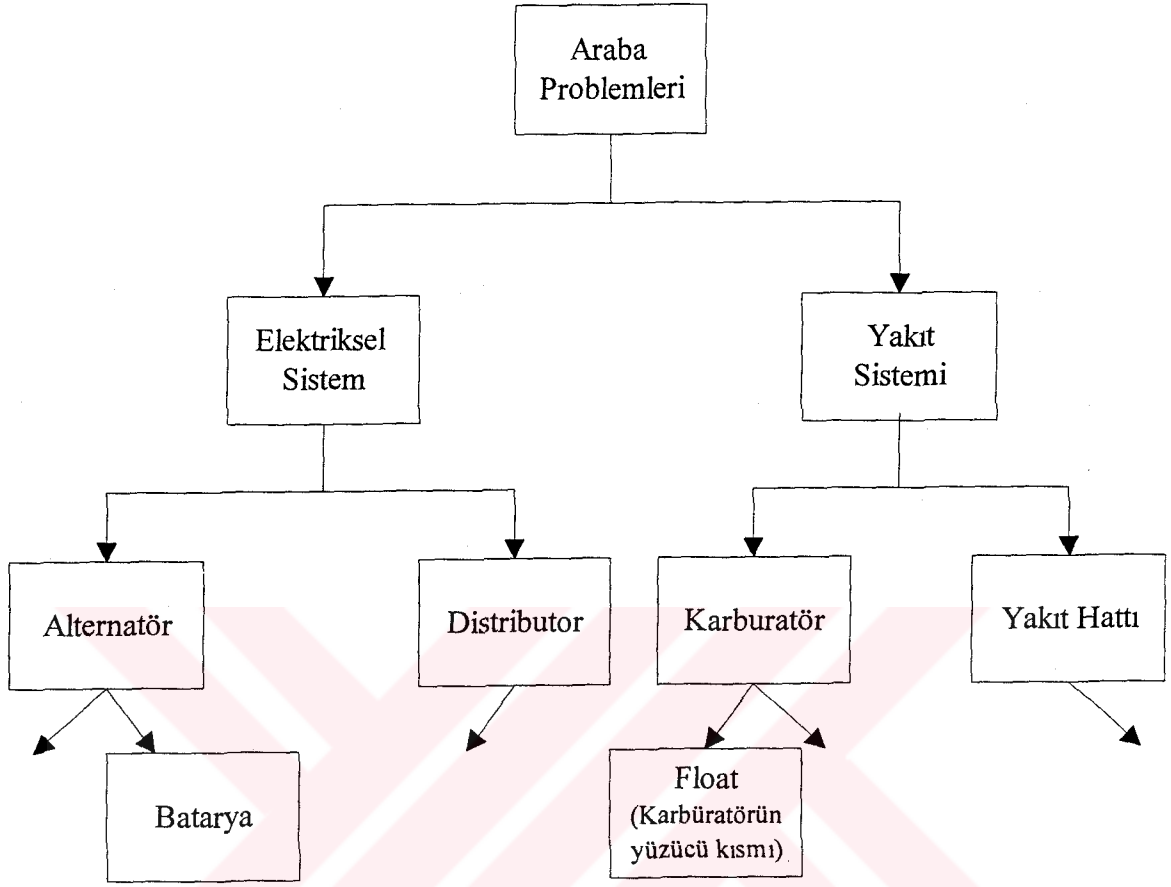 Araba
Problemleri
Elektriksel
Sistem
Yakıt
Sistemi
Alternatör
Distributor
Karburatör
Yakıt Hattı
Batarya
Float
(Karbüratörün
yüzücü kısmı)